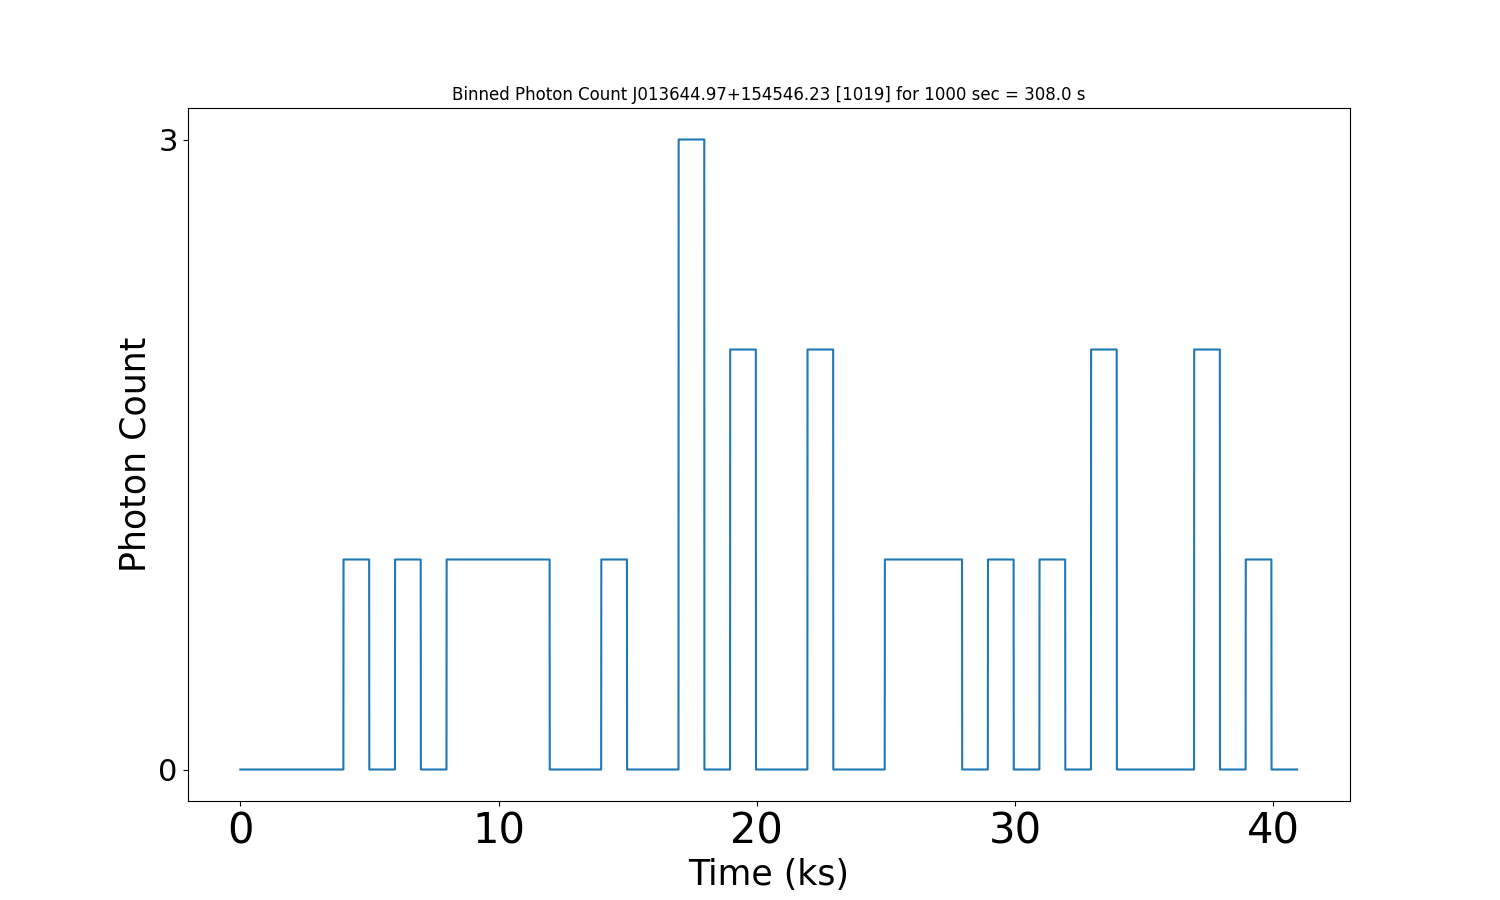 Binned Photon Count J013644.97+154546.23 [1019] for 1000 sec = 308.0 s
3
Photon Count
0
0 10 20 30 40
Time (ks)